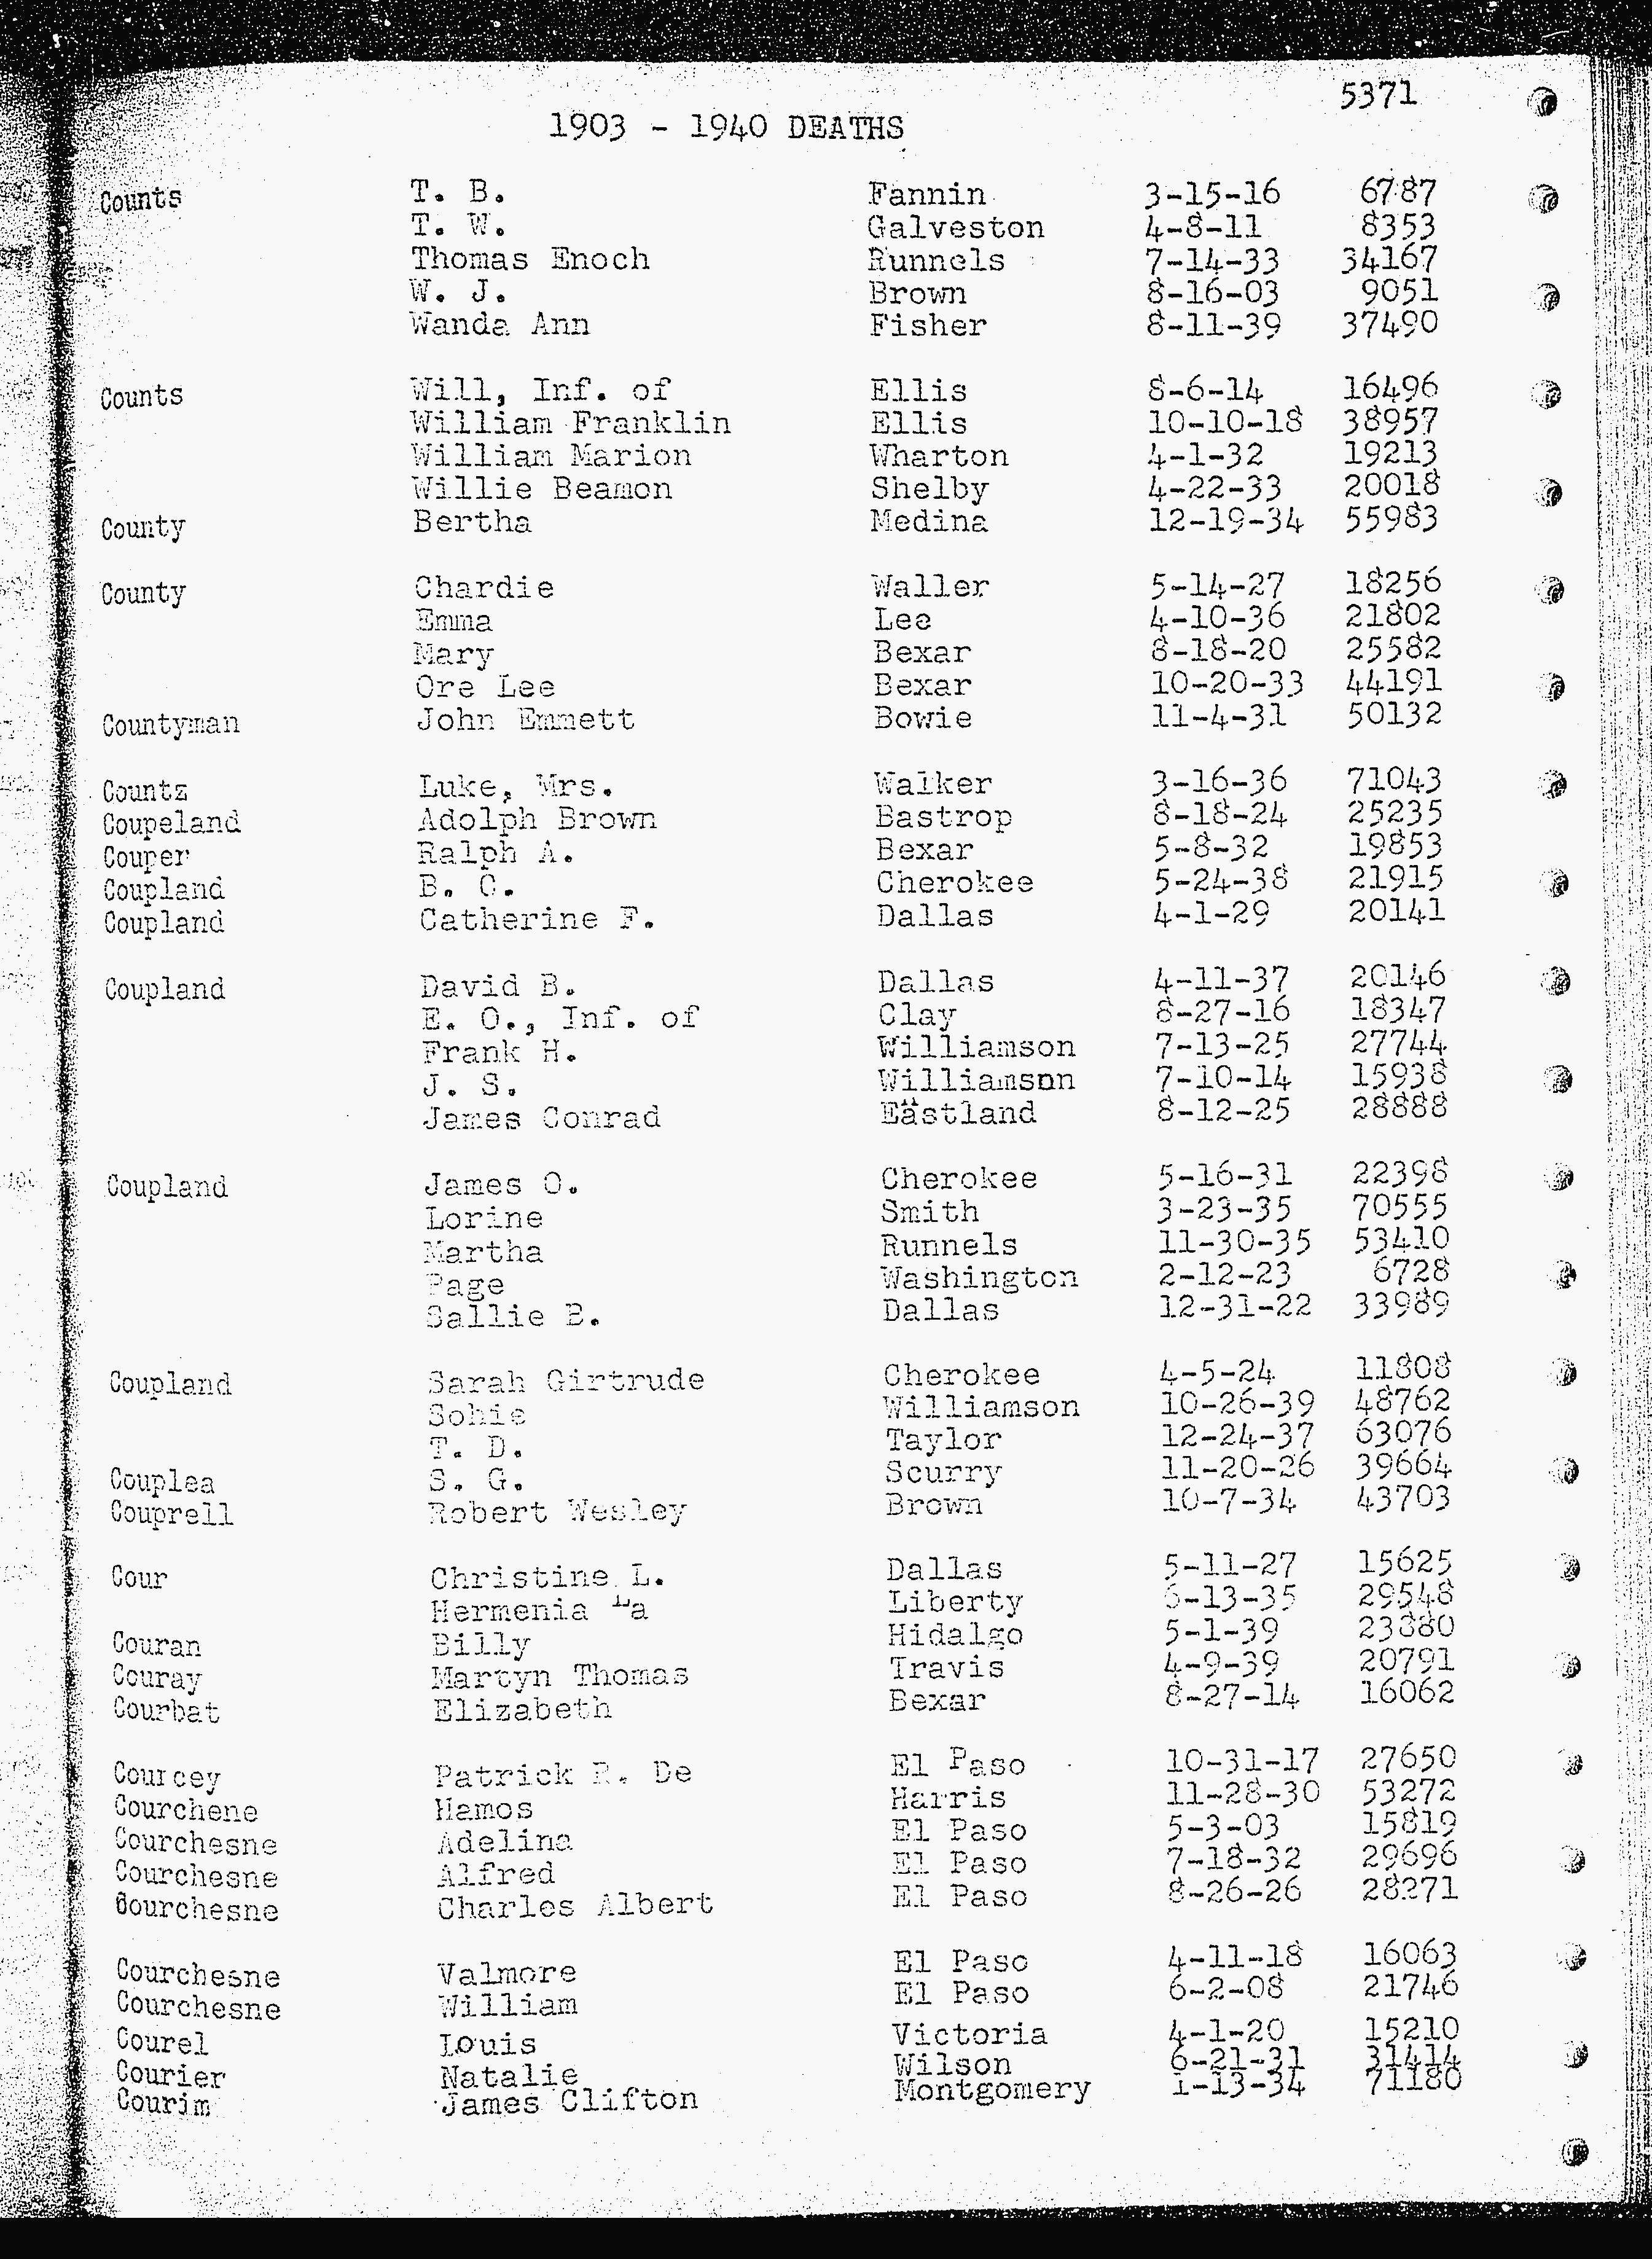 5371
1903 - 1940 DEATHS
Counts T. B. Fannin 3-15-16 6787
T. W. Galveston 4-8-11 8353
Thomas Enoch Runnels 7-14-33 34167
W. J. Brown 8-16-03 9051
Wanda Ann Fisher 8-11-39 37490
Counts Will, Inf. of Ellis 8-6-14 16496
William Franklin Ellis 10-10-18 38957
William Marion Wharton 4-1-32 19213
Willie Beamon Shelby 4-22-33 20018
County Bertha Medina 12-19-34 55983
County Chardie Waller 5-14-27 18256
Emma Lee 4-10-36 21802
Mary Bexar 8-18-20 25582
Ore Lee Bexar 10-20-33 44191
Countyman John Emmett Bowie 11-4-31 50132
Countz Luke, Mrs. Walker 3-16-36 71043
Coupeland Adolph Brown Bastrop 8-18-24 25235
Couper Ralph A. Bexar 5-8-32 19853
Coupland B. C. Cherokee 5-24-38 21915
Coupland Catherine F. Dallas 4-1-29 20141
Coupland David B. Dallas 4-11-37 20146
E. O., Inf. of Clay 8-27-16 18347
Frank H. Williamson 7-13-25 27744
J. S. Williamson 7-10-14 15938
James Conrad Eastland 8-12-25 28888
Coupland James O. Cherokee 5-16-31 22398
Lorine Smith 3-23-35 70555
Martha Runnels 11-30-35 53410
Page Washington 2-12-23 6728
Sallie B. Dallas 12-31-22 33989
Coupland Sarah Girtrude Cherokee 4-5-24 11808
Sohie Williamson 10-26-39 48762
T. D. Taylor 12-24-37 63076
Couplea S. G. Scurry 11-20-26 39664
Couprell Robert Wesley Brown 10-7-34 43703
Cour Christine L. Dallas 5-11-27 15625
Hermenia La Liberty 6-13-35 29548
Couran Billy Hidalgo 5-1-39 23880
Couray Martyn Thomas Travis 4-9-39 20791
Courbat Elizabeth Bexar 8-27-14 16062
Courcey Patrick R. De El Paso 10-31-17 27650
Courchene Hamos Harris 11-28-30 53272
Courchesne Adelina El Paso 5-3-03 15819
Courchesne Alfred El Paso 7-18-32 29696
Courchesne Charles Albert El Paso 8-26-26 28271
Courchesne Valmore El Paso 4-11-18 16063
Courchesne William El Paso 6-2-08 21746
Courel Louis Victoria 4-1-20 15210
Courier Natalie Wilson 6-21-31 31414
Courim James Clifton Montgomery 1-13-34 71180